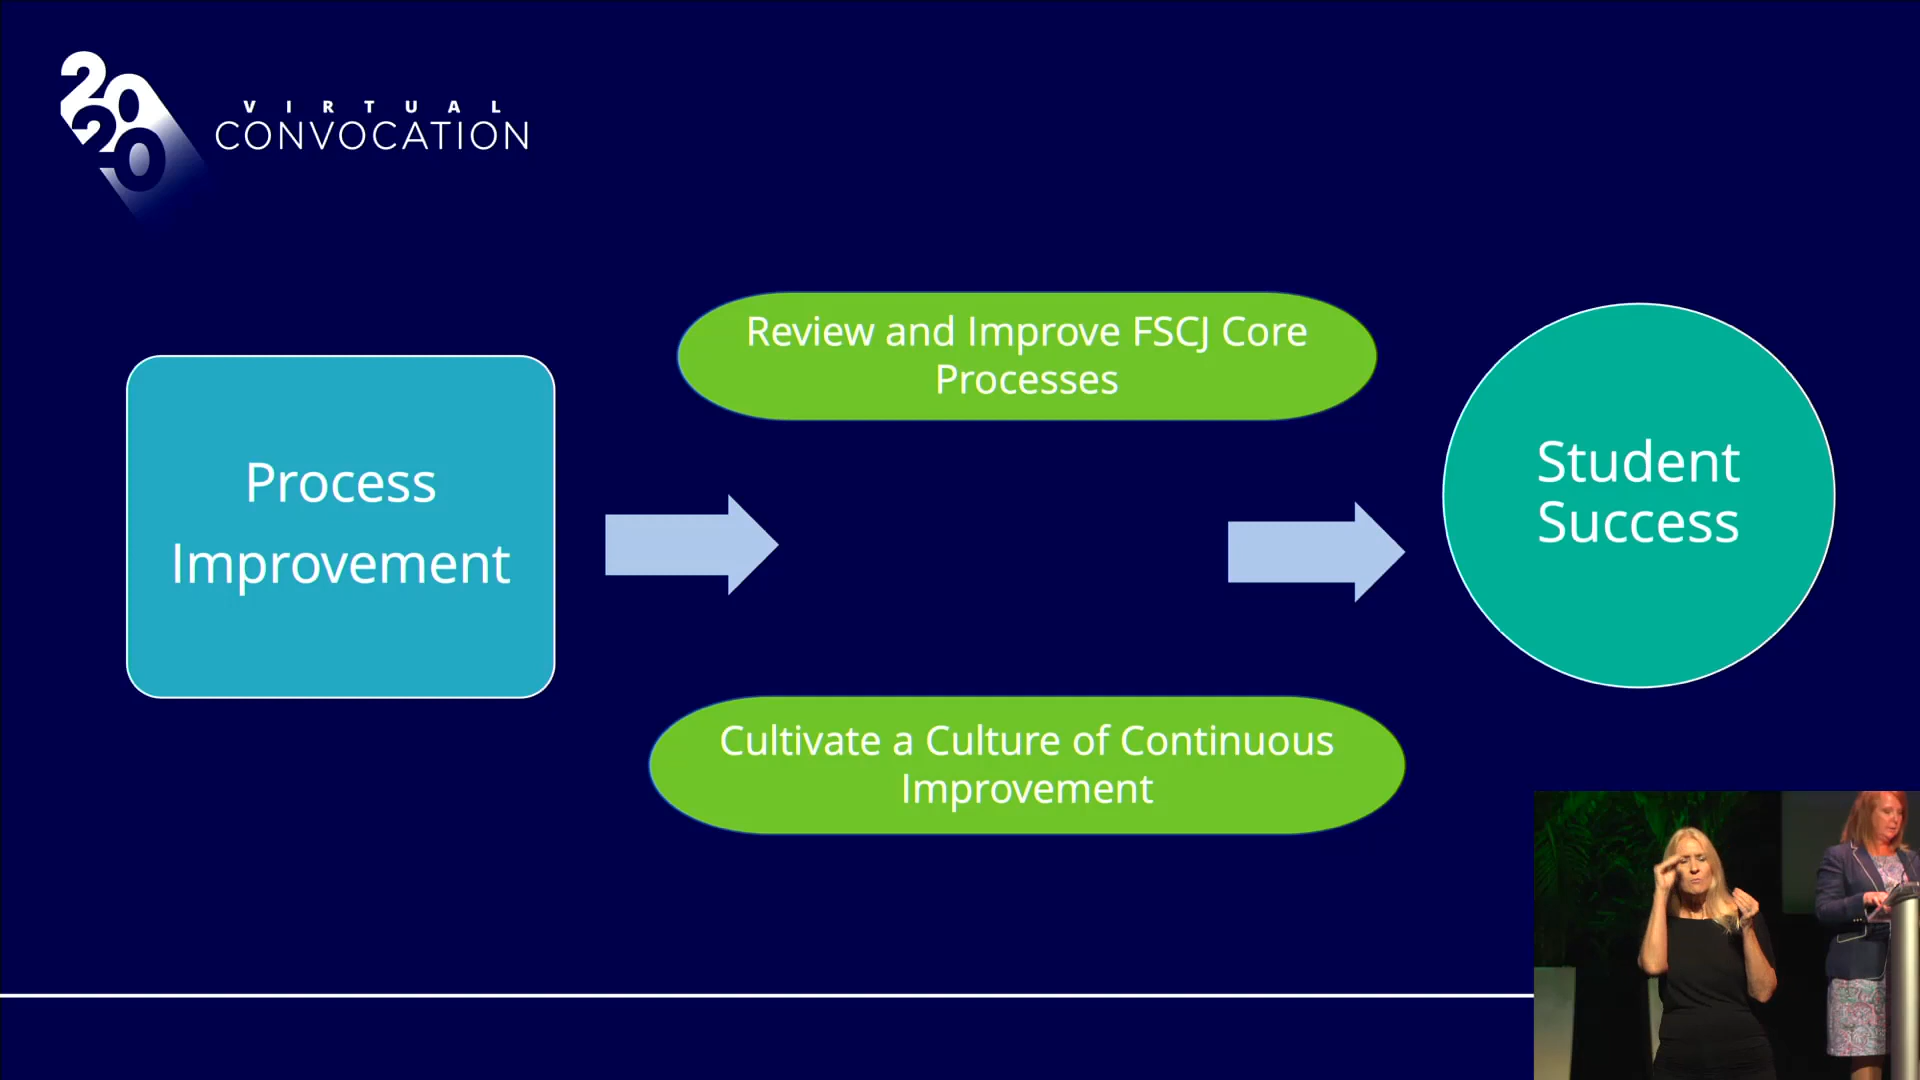 2020
VIRTUAL
CONVOCATION
Review and Improve FSCJ Core
Processes
Process
Improvement
Student
Success
Cultivate a Culture of Continuous
Improvement